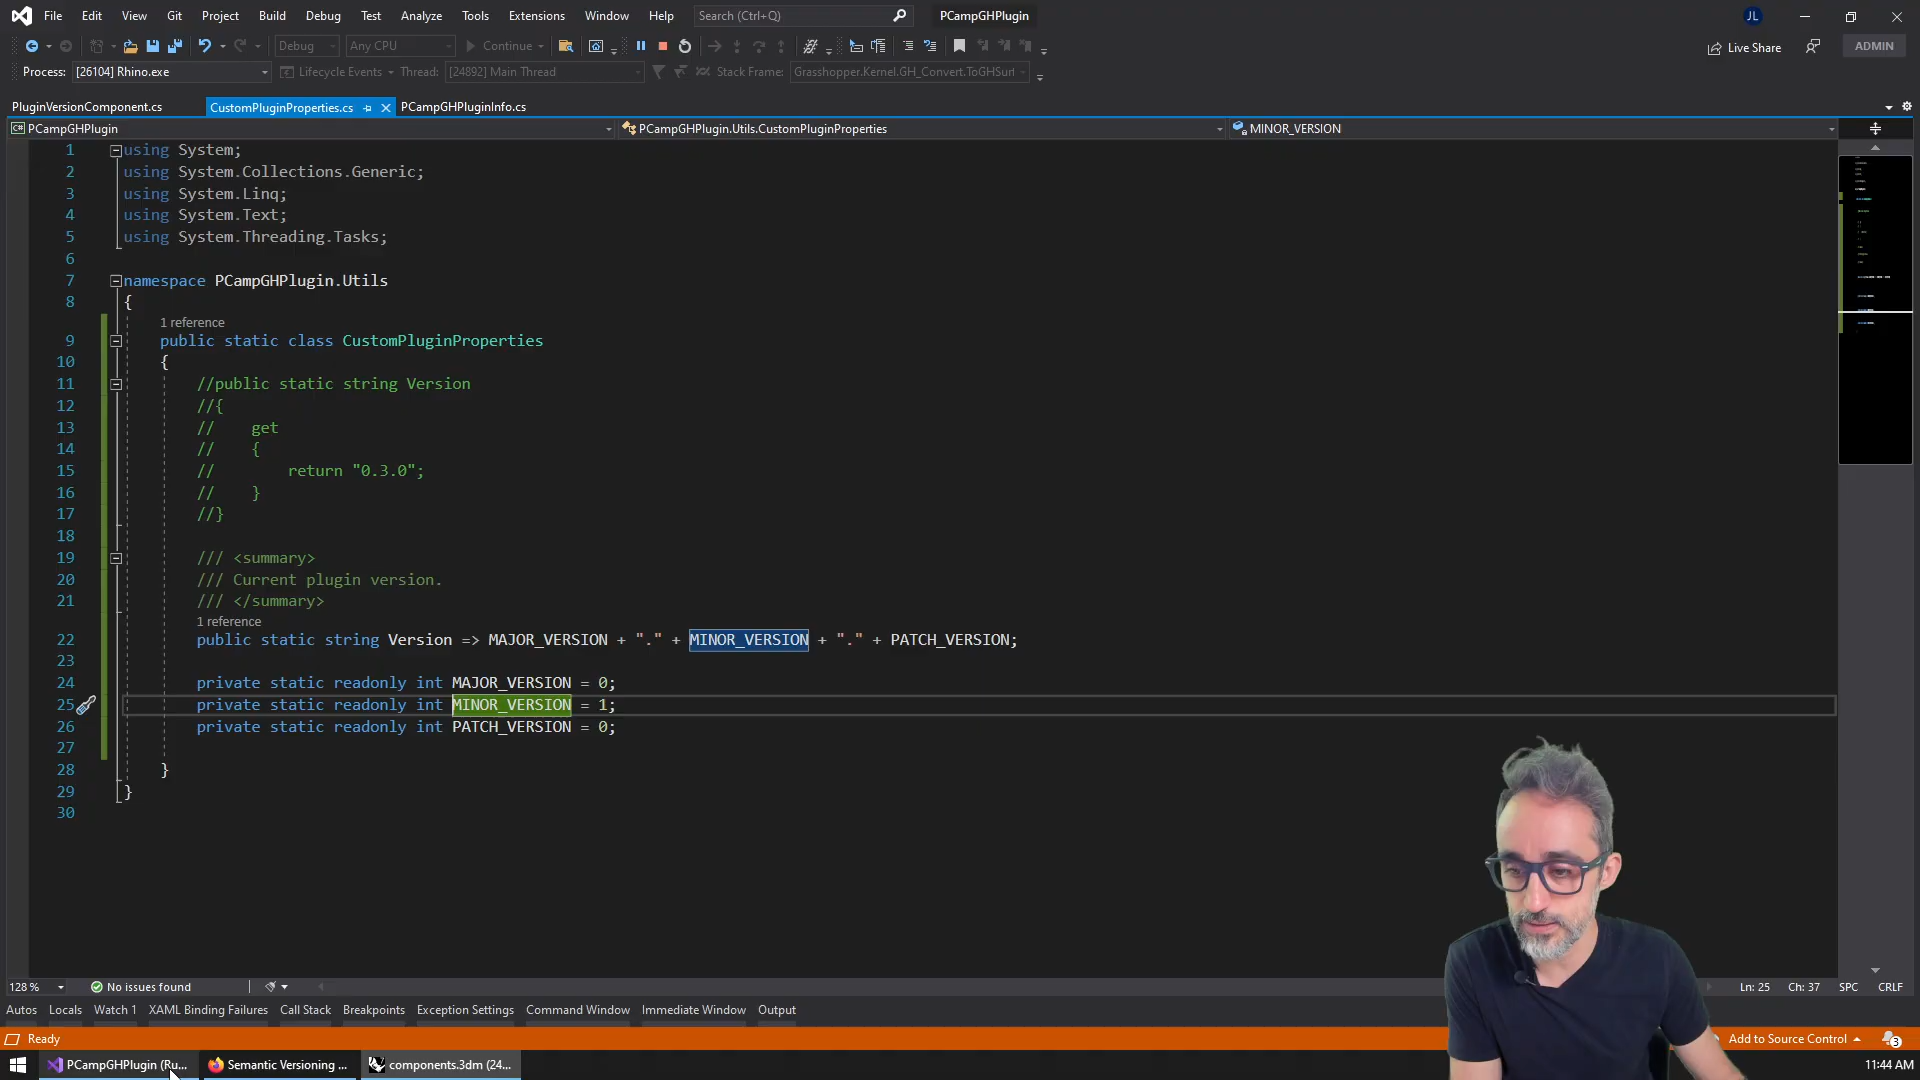 File Edit View Git Project Build Debug Test Analyze Tools Extensions Window Help Search (Ctrl+Q) PCampGHPlugin JL
Debug Any CPU Continue Live Share ADMIN
Process: [26104] Rhino.exe Lifecycle Events Thread: [24892] Main Thread Stack Frame: Grasshopper.Kernel.GH_Convert.ToGHSurf
PluginVersionComponent.cs CustomPluginProperties.cs PCampGHPluginInfo.cs
C# PCampGHPlugin PCampGHPlugin.Utils.CustomPluginProperties MINOR_VERSION
1 using System;
2 using System.Collections.Generic;
3 using System.Linq;
4 using System.Text;
5 using System.Threading.Tasks;
6
7 namespace PCampGHPlugin.Utils
8 {
1 reference
9 public static class CustomPluginProperties
10 {
11 //public static string Version
12 //{
13 // get
14 // {
15 // return "0.3.0";
16 // }
17 //}
18
19 /// <summary>
20 /// Current plugin version.
21 /// </summary>
1 reference
22 public static string Version => MAJOR_VERSION + "." + MINOR_VERSION + "." + PATCH_VERSION;
23
24 private static readonly int MAJOR_VERSION = 0;
25 private static readonly int MINOR_VERSION = 1;
26 private static readonly int PATCH_VERSION = 0;
27
28 }
29 }
30
128 % No issues found Ln: 25 Ch: 37 SPC CRLF
Autos Locals Watch 1 XAML Binding Failures Call Stack Breakpoints Exception Settings Command Window Immediate Window Output
Ready Add to Source Control 3
PCampGHPlugin (Ru... Semantic Versioning ... components.3dm (24... 11:44 AM